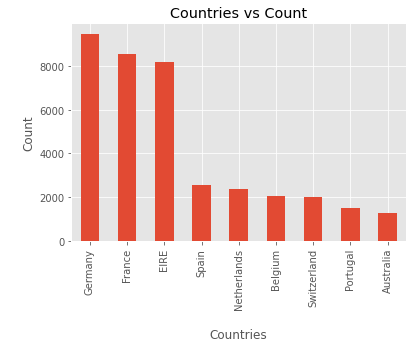 Countries vs Count
Count
8000
6000
4000
2000
0
Germany
France
EIRE
Spain
Netherlands
Belgium
Switzerland
Portugal
Australia
Countries